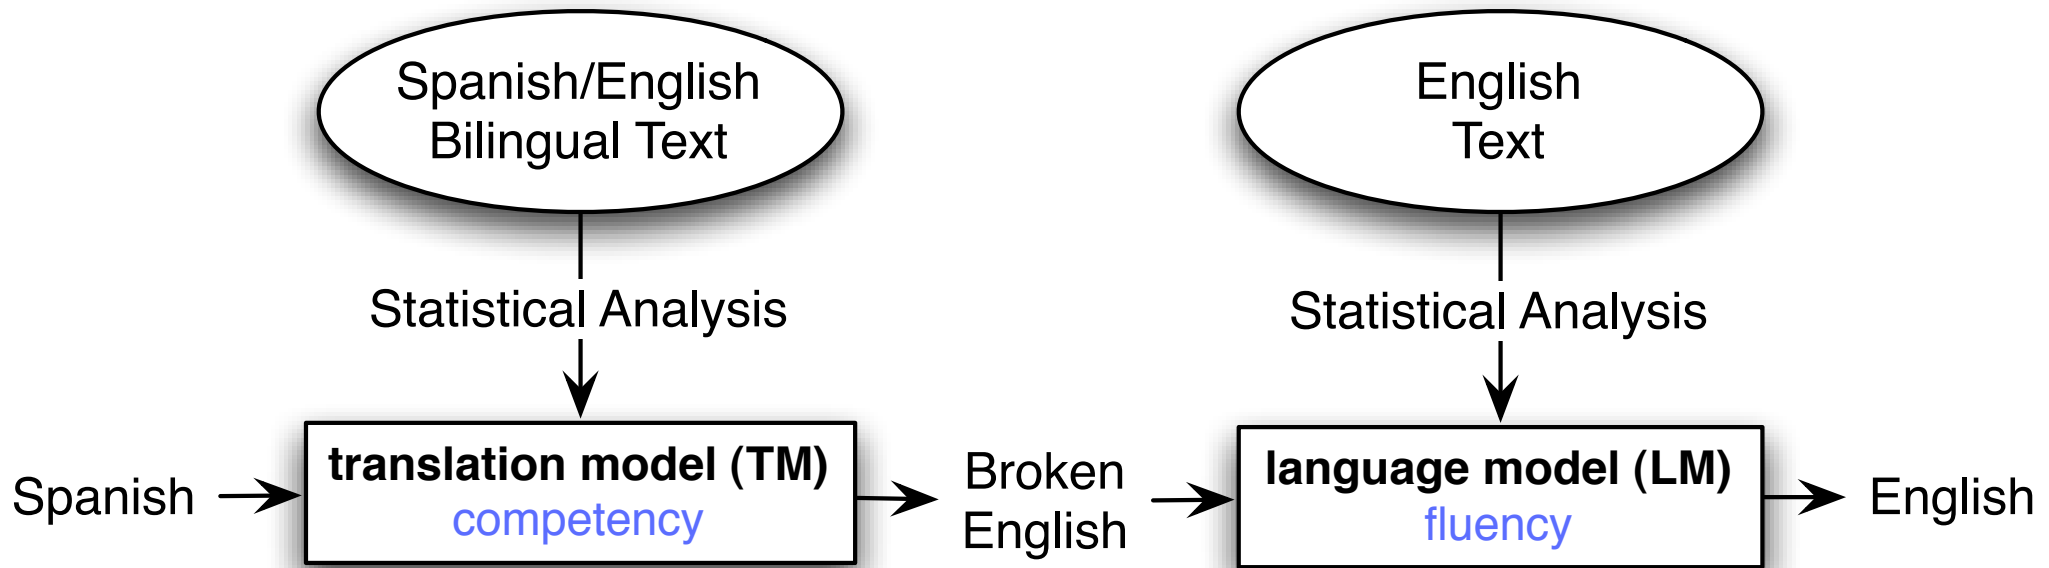 Spanish/English
Bilingual Text
English
Text
Statistical Analysis
Statistical Analysis
Spanish
translation model (TM)
competency
Broken
English
language model (LM)
fluency
English